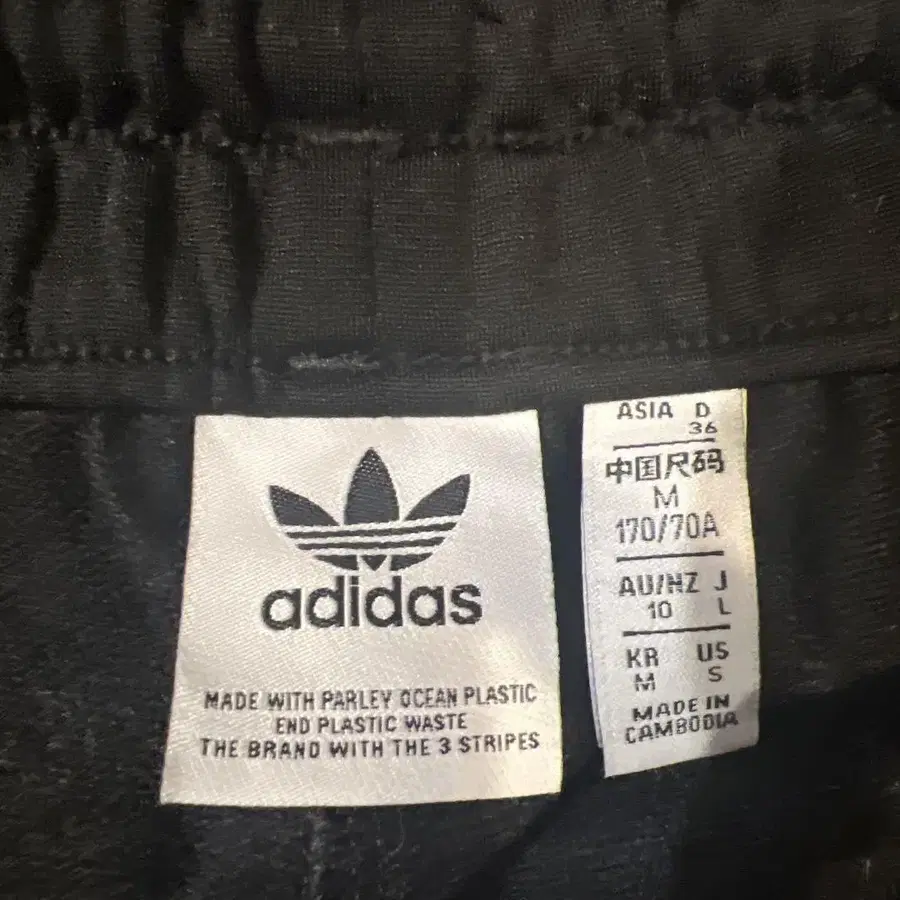 adidas
MADE WITH PARLEY OCEAN PLASTIC
END PLASTIC WASTE
THE BRAND WITH THE 3 STRIPES
ASIA D
36
中国尺码
M
170/70A
AU/NZ J
10 L
KR US
M S
MADE IN
CAMBODIA